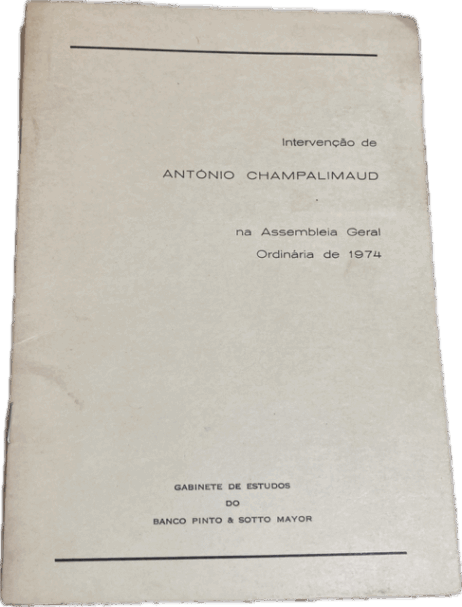 Intervenção de
ANTÓNIO CHAMPALIMAUD
na Assembleia Geral
Ordinária de 1974
GABINETE DE ESTUDOS
DO
BANCO PINTO & SOTTO MAYOR